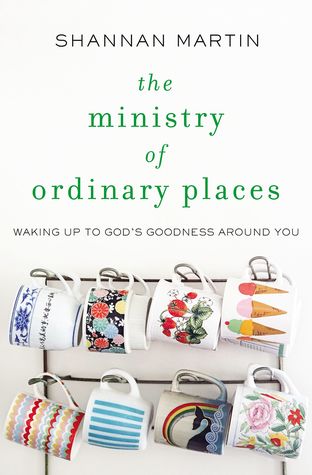 SHANNAN MARTIN
the
ministry
of
ordinary places
WAKING UP TO GOD'S GOODNESS AROUND YOU